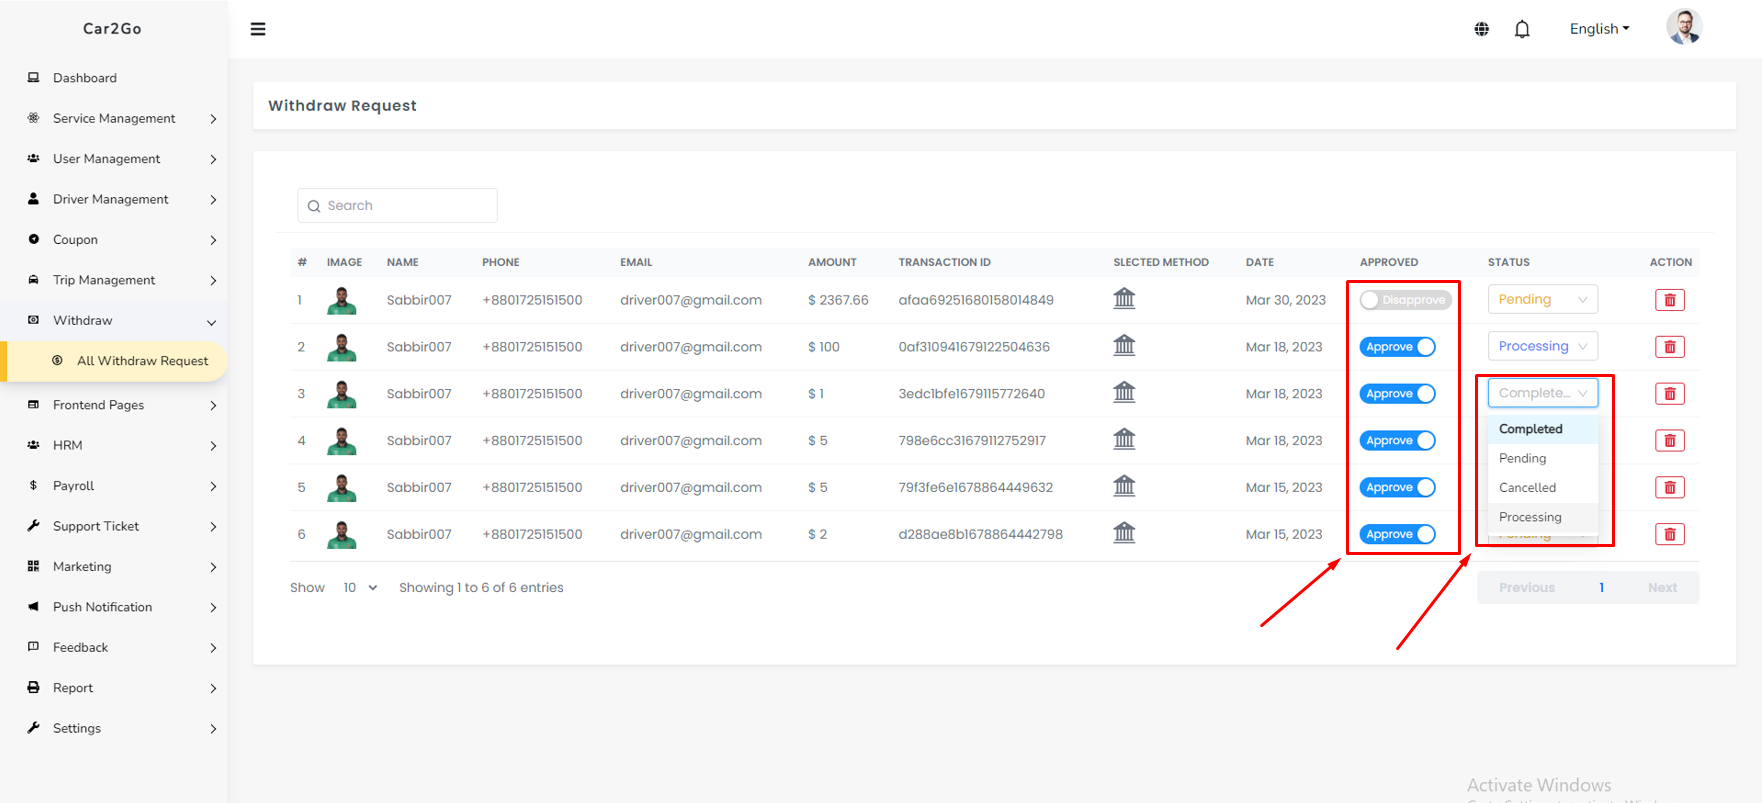 Car2Go
English
Dashboard
Service Management
User Management
Driver Management
Coupon
Trip Management
Withdraw
All Withdraw Request
Frontend Pages
HRM
Payroll
Support Ticket
Marketing
Push Notification
Feedback
Report
Settings
Withdraw Request
Search
# IMAGE NAME PHONE EMAIL AMOUNT TRANSACTION ID SLECTED METHOD DATE APPROVED STATUS ACTION
1 Sabbir007 +8801725151500 driver007@gmail.com $ 2367.66 afaa69251680158014849 Mar 30, 2023 Disapprove Pending
2 Sabbir007 +8801725151500 driver007@gmail.com $ 100 0af310941679122504636 Mar 18, 2023 Approve Processing
3 Sabbir007 +8801725151500 driver007@gmail.com $ 1 3edc1bfe1679115772640 Mar 18, 2023 Approve Complete...
Completed
4 Sabbir007 +8801725151500 driver007@gmail.com $ 5 798e6cc31679112752917 Mar 18, 2023 Approve
Pending
5 Sabbir007 +8801725151500 driver007@gmail.com $ 5 79f3fe6e1678864449632 Mar 15, 2023 Approve
Cancelled
Processing
6 Sabbir007 +8801725151500 driver007@gmail.com $ 2 d288ae8b1678864442798 Mar 15, 2023 Approve Pending
Show 10 Showing 1 to 6 of 6 entries
Previous 1 Next
Activate Windows